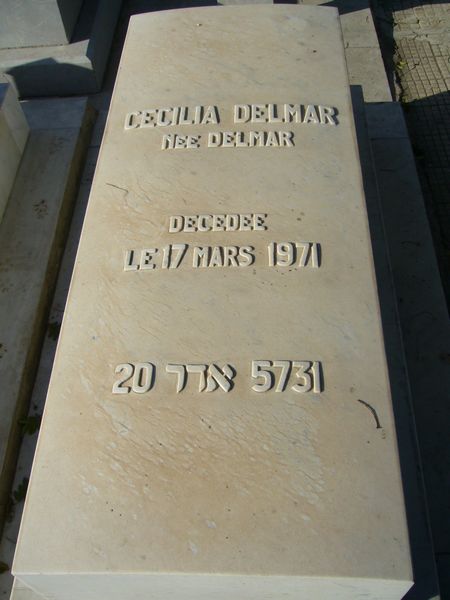 CECILIA DELMAR
NEE DELMAR
DECEDEE
LE 17 MARS 1971
20 אדר 5731